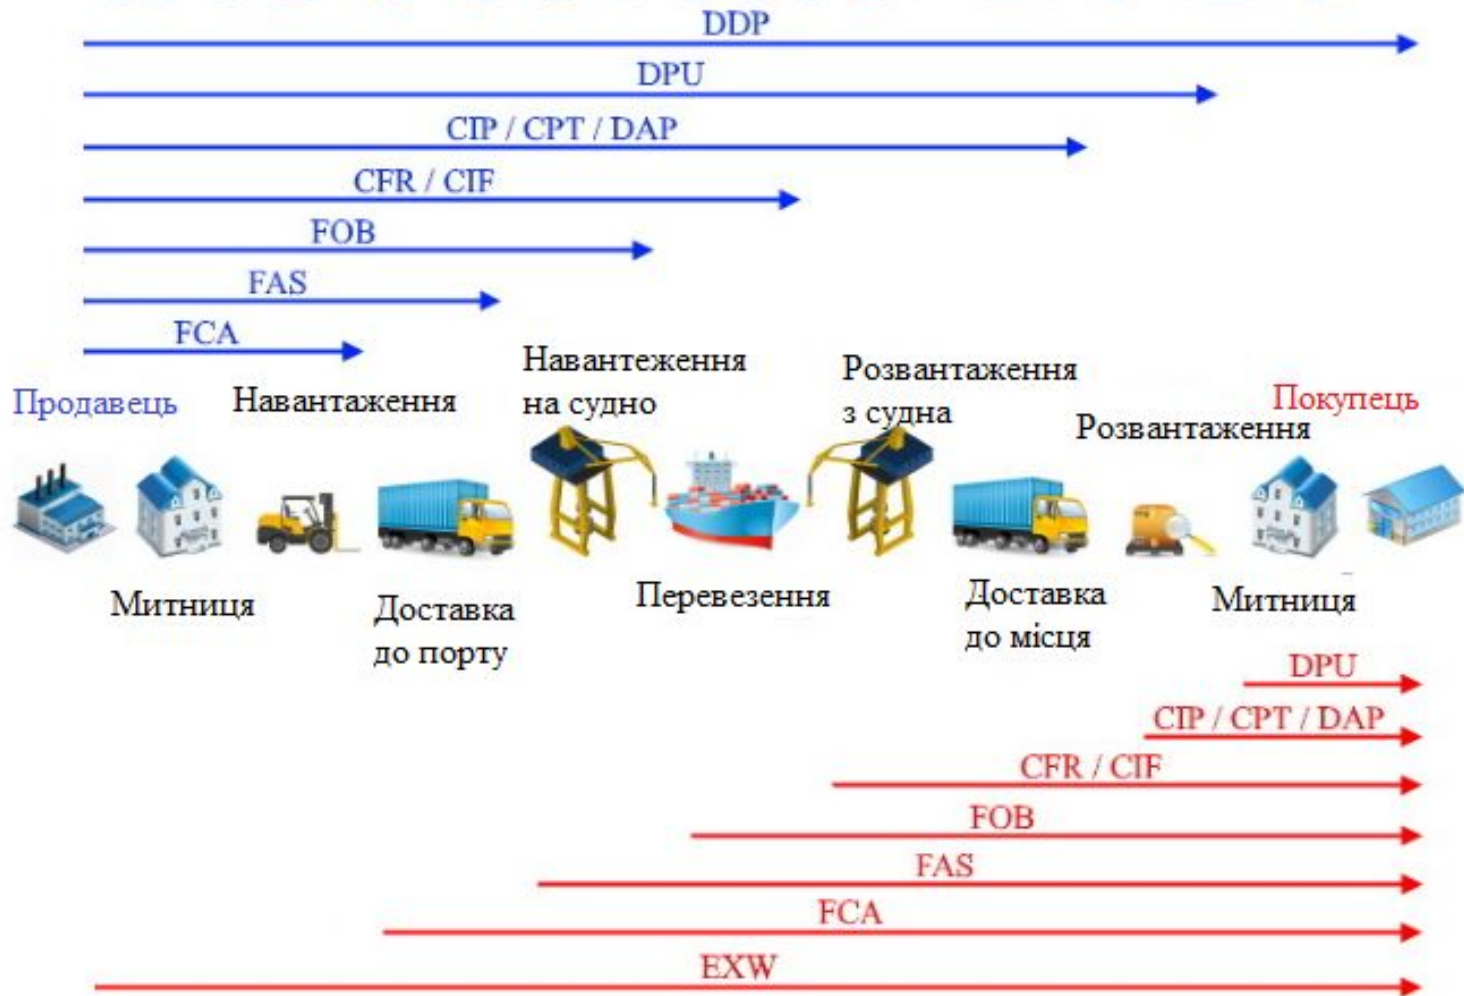 DDP
DPU
CIP / CPT / DAP
CFR / CIF
FOB
FAS
FCA
Продавець
Навантаження
Навантеження
на судно
Розвантаження
з судна
Розвантаження
Покупець
Митниця
Доставка
до порту
Перевезення
Доставка
до місця
Митниця
DPU
CIP / CPT / DAP
CFR / CIF
FOB
FAS
FCA
EXW